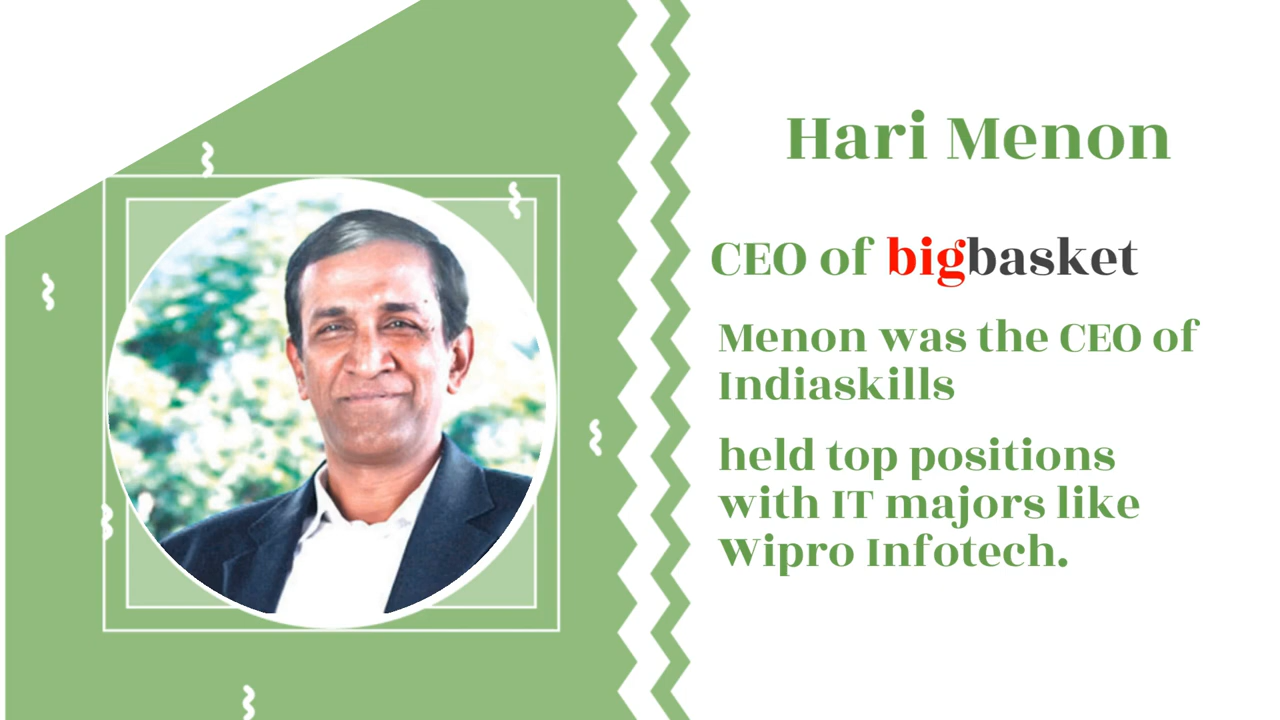 Hari Menon
CEO of bigbasket
Menon was the CEO of
Indiaskills
held top positions
with IT majors like
Wipro Infotech.